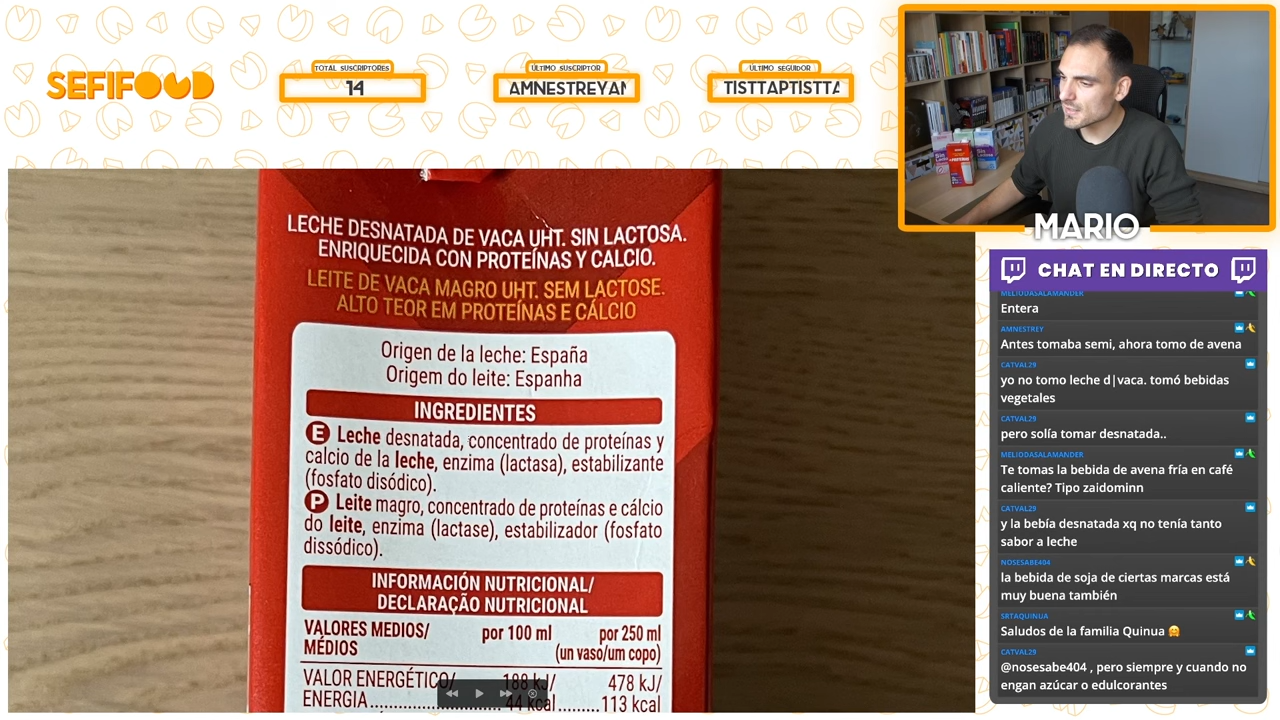 SEFIFOOD
TOTAL SUSCRIPTORES
14
ÚLTIMO SUSCRIPTOR
AMNESTREYAN
ÚLTIMO SEGUIDOR
TISTTAPTISTTA
LECHE DESNATADA DE VACA UHT. SIN LACTOSA.
ENRIQUECIDA CON PROTEÍNAS Y CALCIO.
LEITE DE VACA MAGRO UHT. SEM LACTOSE.
ALTO TEOR EM PROTEÍNAS E CÁLCIO
Origen de la leche: España
Origem do leite: Espanha
INGREDIENTES
E Leche desnatada, concentrado de proteínas y
calcio de la leche, enzima (lactasa), estabilizante
(fosfato disódico).
P Leite magro, concentrado de proteínas e cálcio
do leite, enzima (lactase), estabilizador (fosfato
dissódico).
INFORMACIÓN NUTRICIONAL/
DECLARAÇÃO NUTRICIONAL
VALORES MEDIOS/ por 100 ml por 250 ml
MÉDIOS (un vaso/um copo)
VALOR ENERGÉTICO/ 188 kJ/ 478 kJ/
ENERGIA.......................... 44 kcal.........113 kcal
Sin
MARIO
CHAT EN DIRECTO
MELIODASALAMANDER
Entera
AMNESTREY
Antes tomaba semi, ahora tomo de avena
CATVAL29
yo no tomo leche d|vaca. tomó bebidas
vegetales
CATVAL29
pero solía tomar desnatada..
MELIODASALAMANDER
Te tomas la bebida de avena fría en café
caliente? Tipo zaidominn
CATVAL29
y la bebía desnatada xq no tenía tanto
sabor a leche
NOSESABE404
la bebida de soja de ciertas marcas está
muy buena también
SRTAQUINUA
Saludos de la familia Quinua 🤗
CATVAL29
@nosesabe404 , pero siempre y cuando no
engan azúcar o edulcorantes